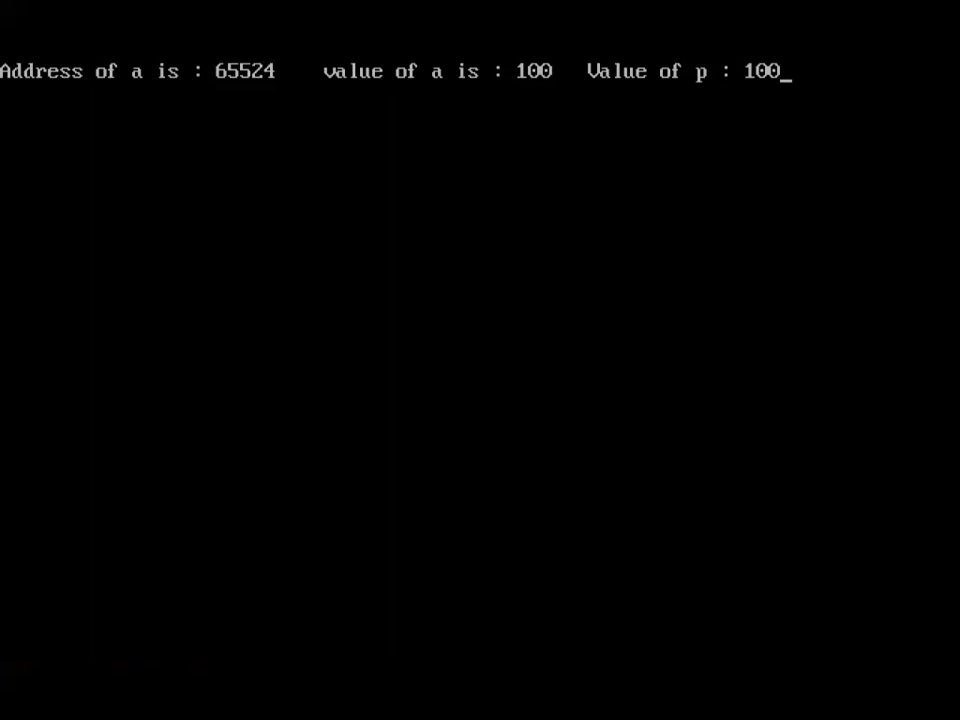 Address of a is : 65524    value of a is : 100   Value of p : 100_